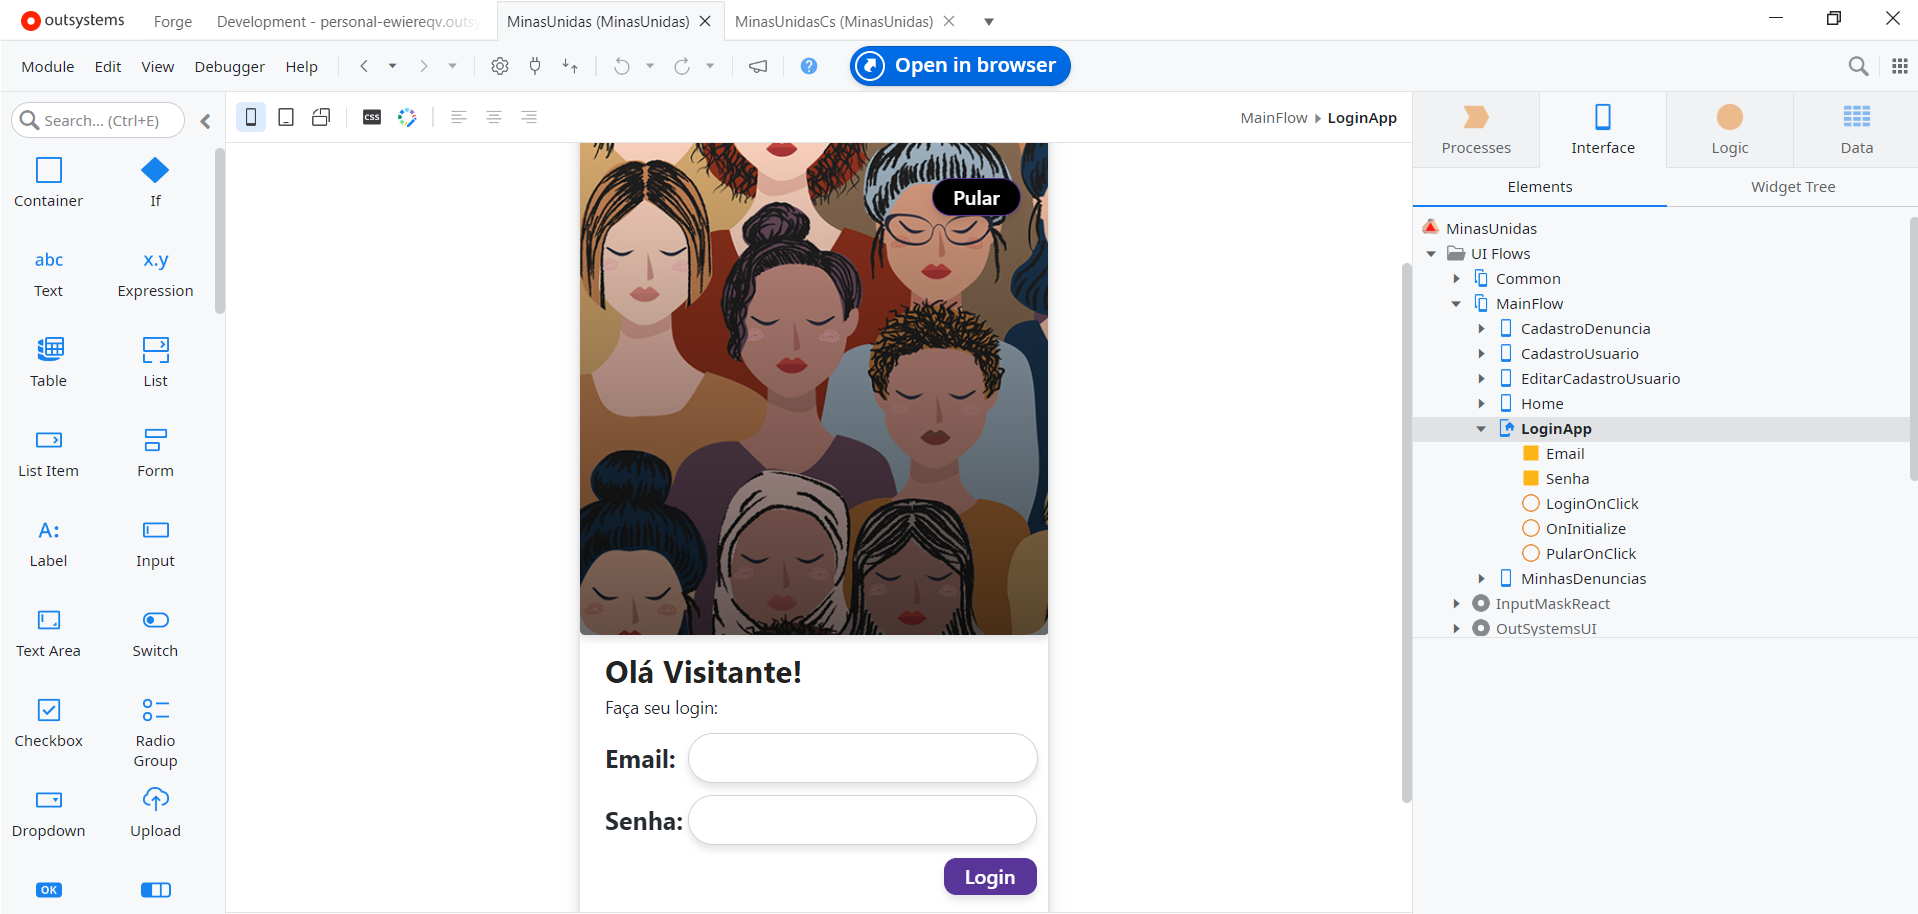 outsystems
Forge
Development - personal-ewiereqv.outsy
MinasUnidas (MinasUnidas)
MinasUnidasCs (MinasUnidas)
Module Edit View Debugger Help
Open in browser
Search... (Ctrl+E)
css
MainFlow LoginApp
Processes
Interface
Logic
Data
Container
If
abc
Text
x.y
Expression
Table
List
List Item
Form
A:
Label
Input
Text Area
Switch
Checkbox
Radio
Group
Dropdown
Upload
OK
Pular
Olá Visitante!
Faça seu login:
Email:
Senha:
Login
Elements
Widget Tree
MinasUnidas
UI Flows
Common
MainFlow
CadastroDenuncia
CadastroUsuario
EditarCadastroUsuario
Home
LoginApp
Email
Senha
LoginOnClick
OnInitialize
PularOnClick
MinhasDenuncias
InputMaskReact
OutSystemsUI